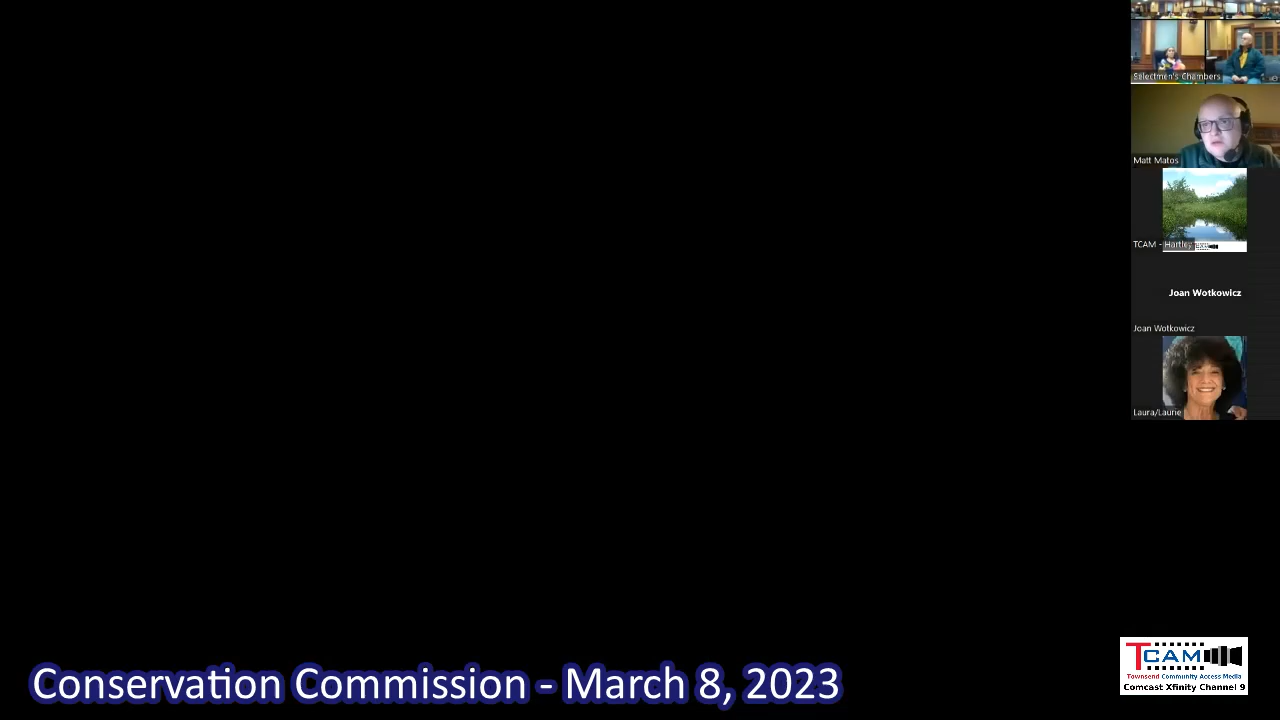 Selectmen's Chambers
Matt Matos
TCAM - Hartley
Joan Wotkowicz
Joan Wotkowicz
Laura/Laurie
Conservation Commission - March 8, 2023
TCAM
Townsend Community Access Media
Comcast Xfinity Channel 9